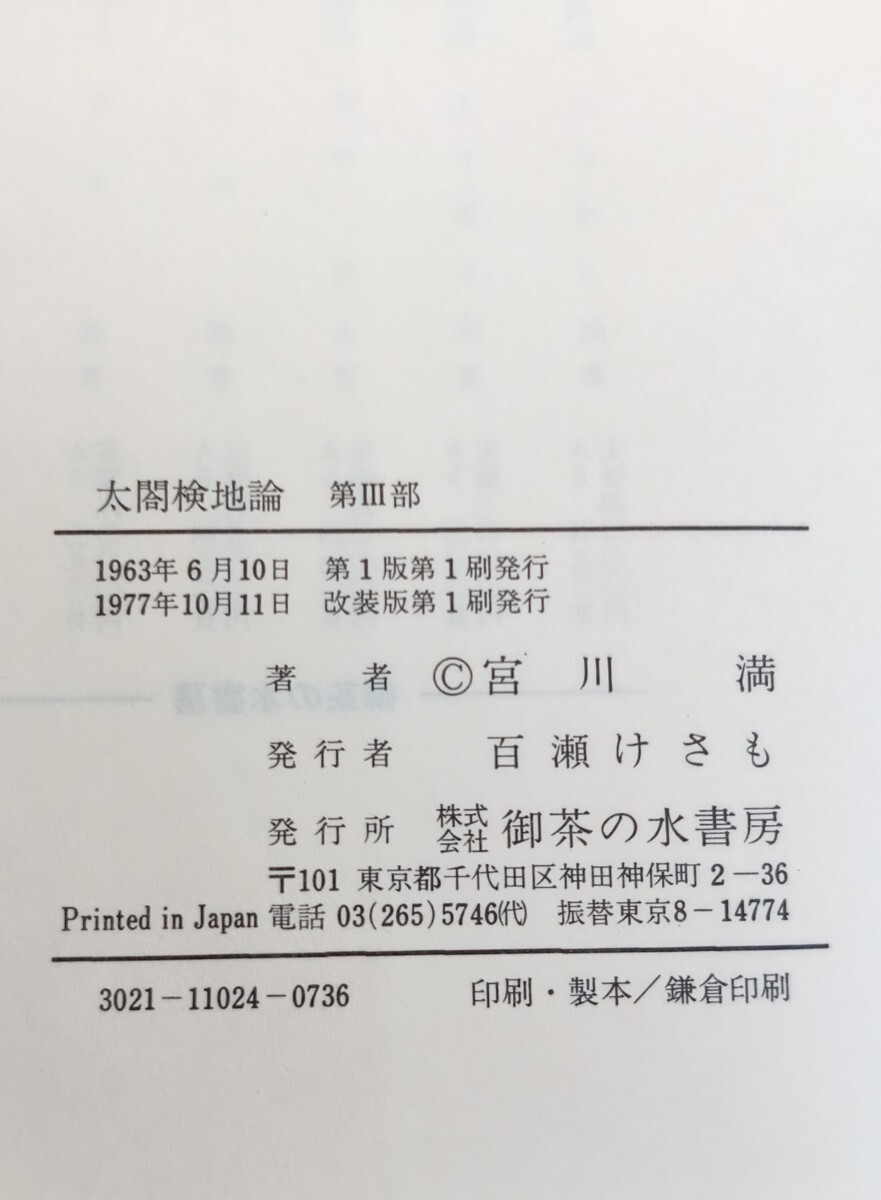 太閤検地論　第Ⅲ部
1963年6月10日　第1版第1刷発行
1977年10月11日　改装版第1刷発行
著者　©宮川満
発行者　百瀬けさも
発行所　株式会社　御茶の水書房
〒101 東京都千代田区神田神保町2―36
Printed in Japan 電話 03(265)5746㈹　振替東京8－14774
3021－11024－0736　印刷・製本／鎌倉印刷